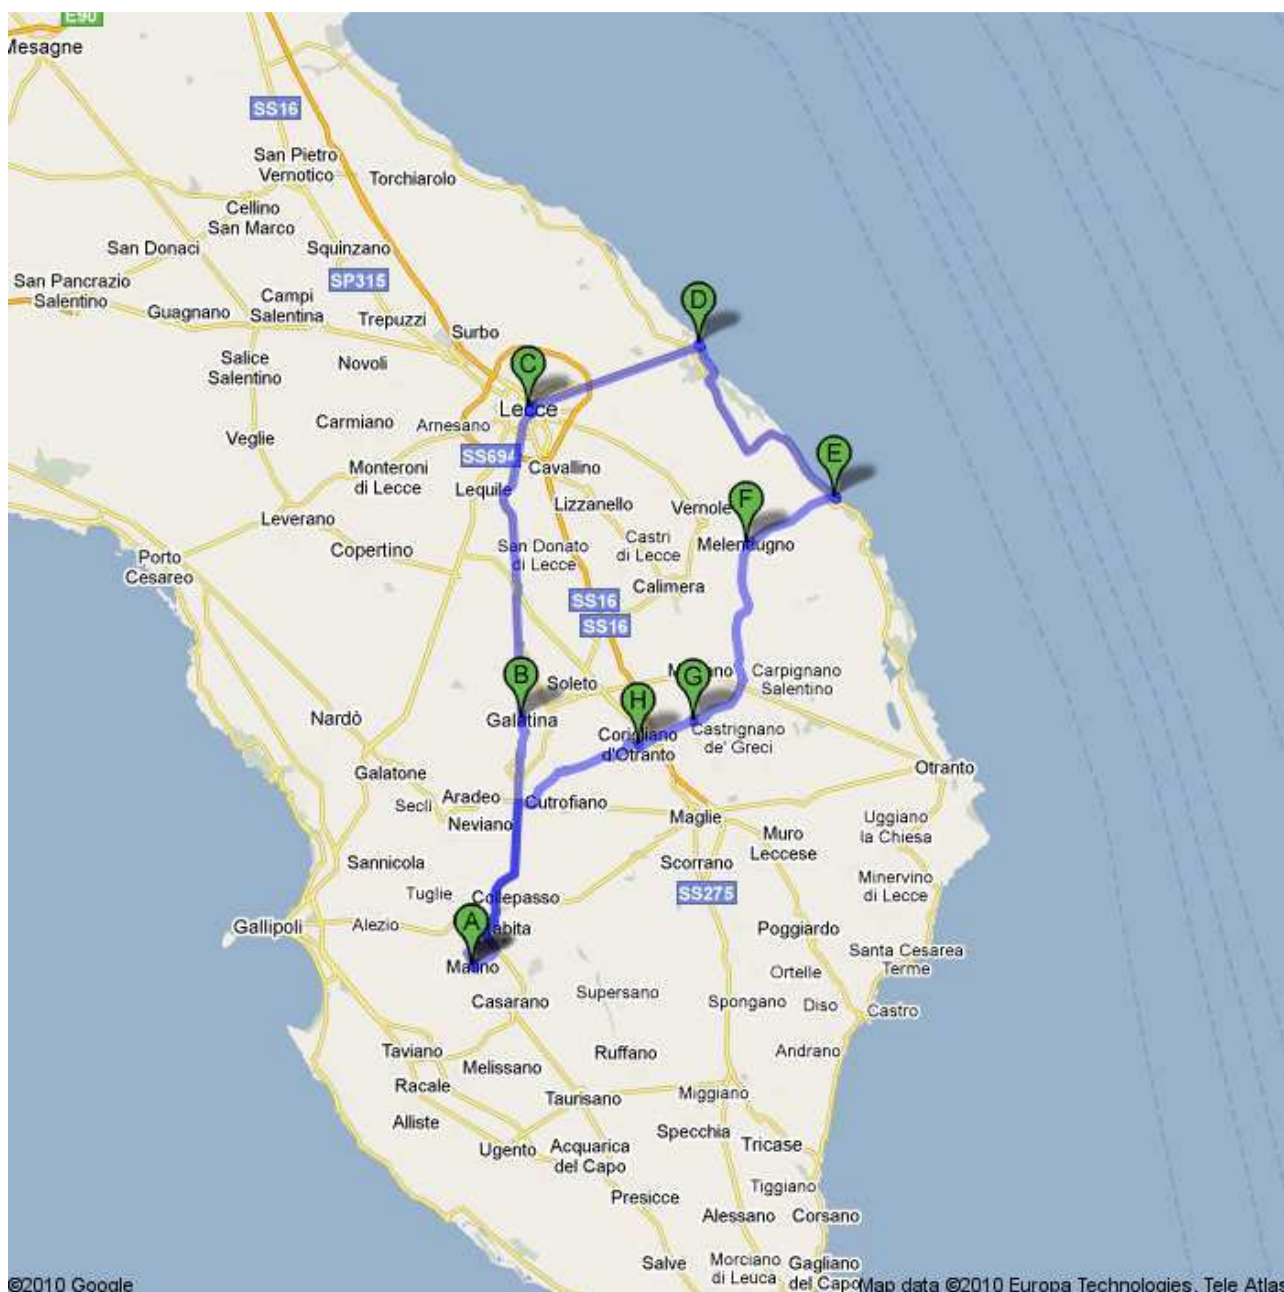 E90
Mesagne
SS16
San Pietro
Vernotico
Torchiarolo
Cellino
San Marco
San Donaci
Squinzano
San Pancrazio
Salentino
SP315
Campi
Salentina
Guagnano
Trepuzzi
Surbo
D
Salice
Salentino
Novoli
C
Lecce
Carmiano
Arnesano
Veglie
SS694
Cavallino
E
Monteroni
di Lecce
Lequile
Lizzanello
Vernole
F
Leverano
Copertino
San Donato
di Lecce
Castri
di Lecce
Melendugno
Porto
Cesareo
Calimera
SS16
SS16
B
Soleto
G
Carpignano
Salentino
H
Nardò
Galatina
Corigliano
d'Otranto
Castrignano
de' Greci
Galatone
Otranto
Secli
Aradeo
Cutrofiano
Neviano
Maglie
Uggiano
la Chiesa
Muro
Leccese
Sannicola
Scorrano
Minervino
di Lecce
Tuglie
Collepasso
SS275
Gallipoli
Alezio
A
Poggiardo
Santa Cesarea
Terme
Ortelle
Casarano
Supersano
Spongano
Diso
Castro
Taviano
Melissano
Ruffano
Andrano
Racale
Taurisano
Miggiano
Alliste
Specchia
Tricase
Ugento
Acquarica
del Capo
Tiggiano
Presicce
Alessano
Corsano
Salve
Morciano
di Leuca
Gagliano
del Capo
©2010 Google
Map data ©2010 Europa Technologies, Tele Atlas